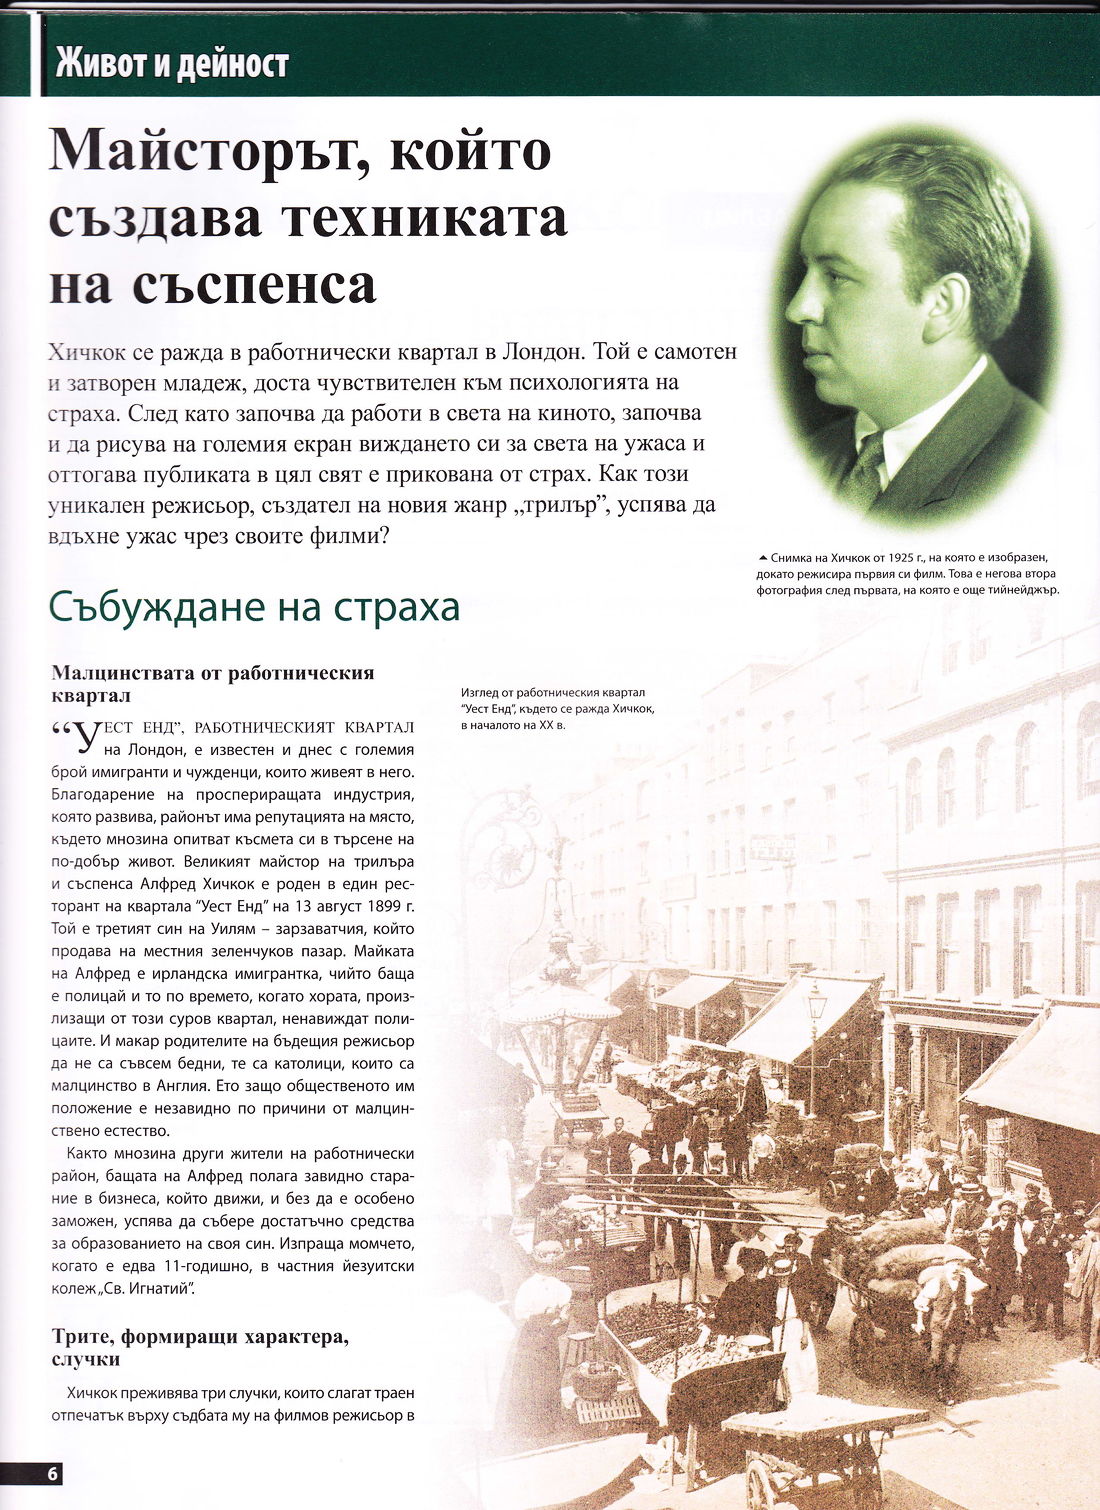 Живот и дейност
Майсторът, който
създава техниката
на съспенса
Хичкок се ражда в работнически квартал в Лондон. Той е самотен
и затворен младеж, доста чувствителен към психологията на
страха. След като започва да работи в света на киното, започва
и да рисува на големия екран виждането си за света на ужаса и
оттогава публиката в цял свят е прикована от страх. Как този
уникален режисьор, създател на новия жанр „трилър”, успява да
вдъхне ужас чрез своите филми?
Снимка на Хичкок от 1925 г., на която е изобразен,
докато режисира първия си филм. Това е негова втора
фотография след първата, на която е още тийнейджър.
Събуждане на страха
Малцинствата от работническия
квартал
“УЕСТ ЕНД”, РАБОТНИЧЕСКИЯТ КВАРТАЛ
на Лондон, е известен и днес с големия
брой имигранти и чужденци, които живеят в него.
Благодарение на проспериращата индустрия,
която развива, районът има репутацията на място,
където мнозина опитват късмета си в търсене на
по-добър живот. Великият майстор на трилъра
и съспенса Алфред Хичкок е роден в един рес-
торант на квартала “Уест Енд” на 13 август 1899 г.
Той е третият син на Уилям – зарзаватчия, който
продава на местния зеленчуков пазар. Майката
на Алфред е ирландска имигрантка, чийто баща
е полицай и то по времето, когато хората, произ-
лизащи от този суров квартал, ненавиждат поли-
цаите. И макар родителите на бъдещия режисьор
да не са съвсем бедни, те са католици, които са
малцинство в Англия. Ето защо общественото им
положение е незавидно по причини от малцин-
ствено естество.
Както мнозина други жители на работнически
район, бащата на Алфред полага завидно стара-
ние в бизнеса, който движи, и без да е особено
заможен, успява да събере достатъчно средства
за образованието на своя син. Изпраща момчето,
когато е едва 11-годишно, в частния йезуитски
колеж „Св. Игнатий”.
Трите, формиращи характера,
случки
Хичкок преживява три случки, които слагат траен
отпечатък върху съдбата му на филмов режисьор в
Изглед от работническия квартал
“Уест Енд”, където се ражда Хичкок,
в началото на XX в.
6